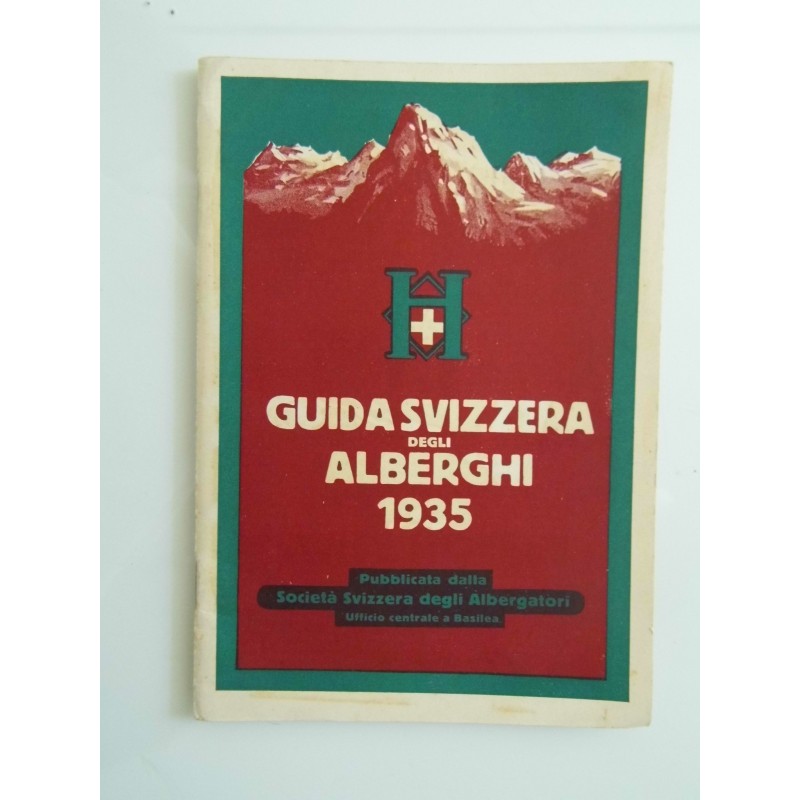 H
GUIDA SVIZZERA
DEGLI
ALBERGHI
1935
Pubblicata dalla
Società Svizzera degli Albergatori
Ufficio centrale a Basilea